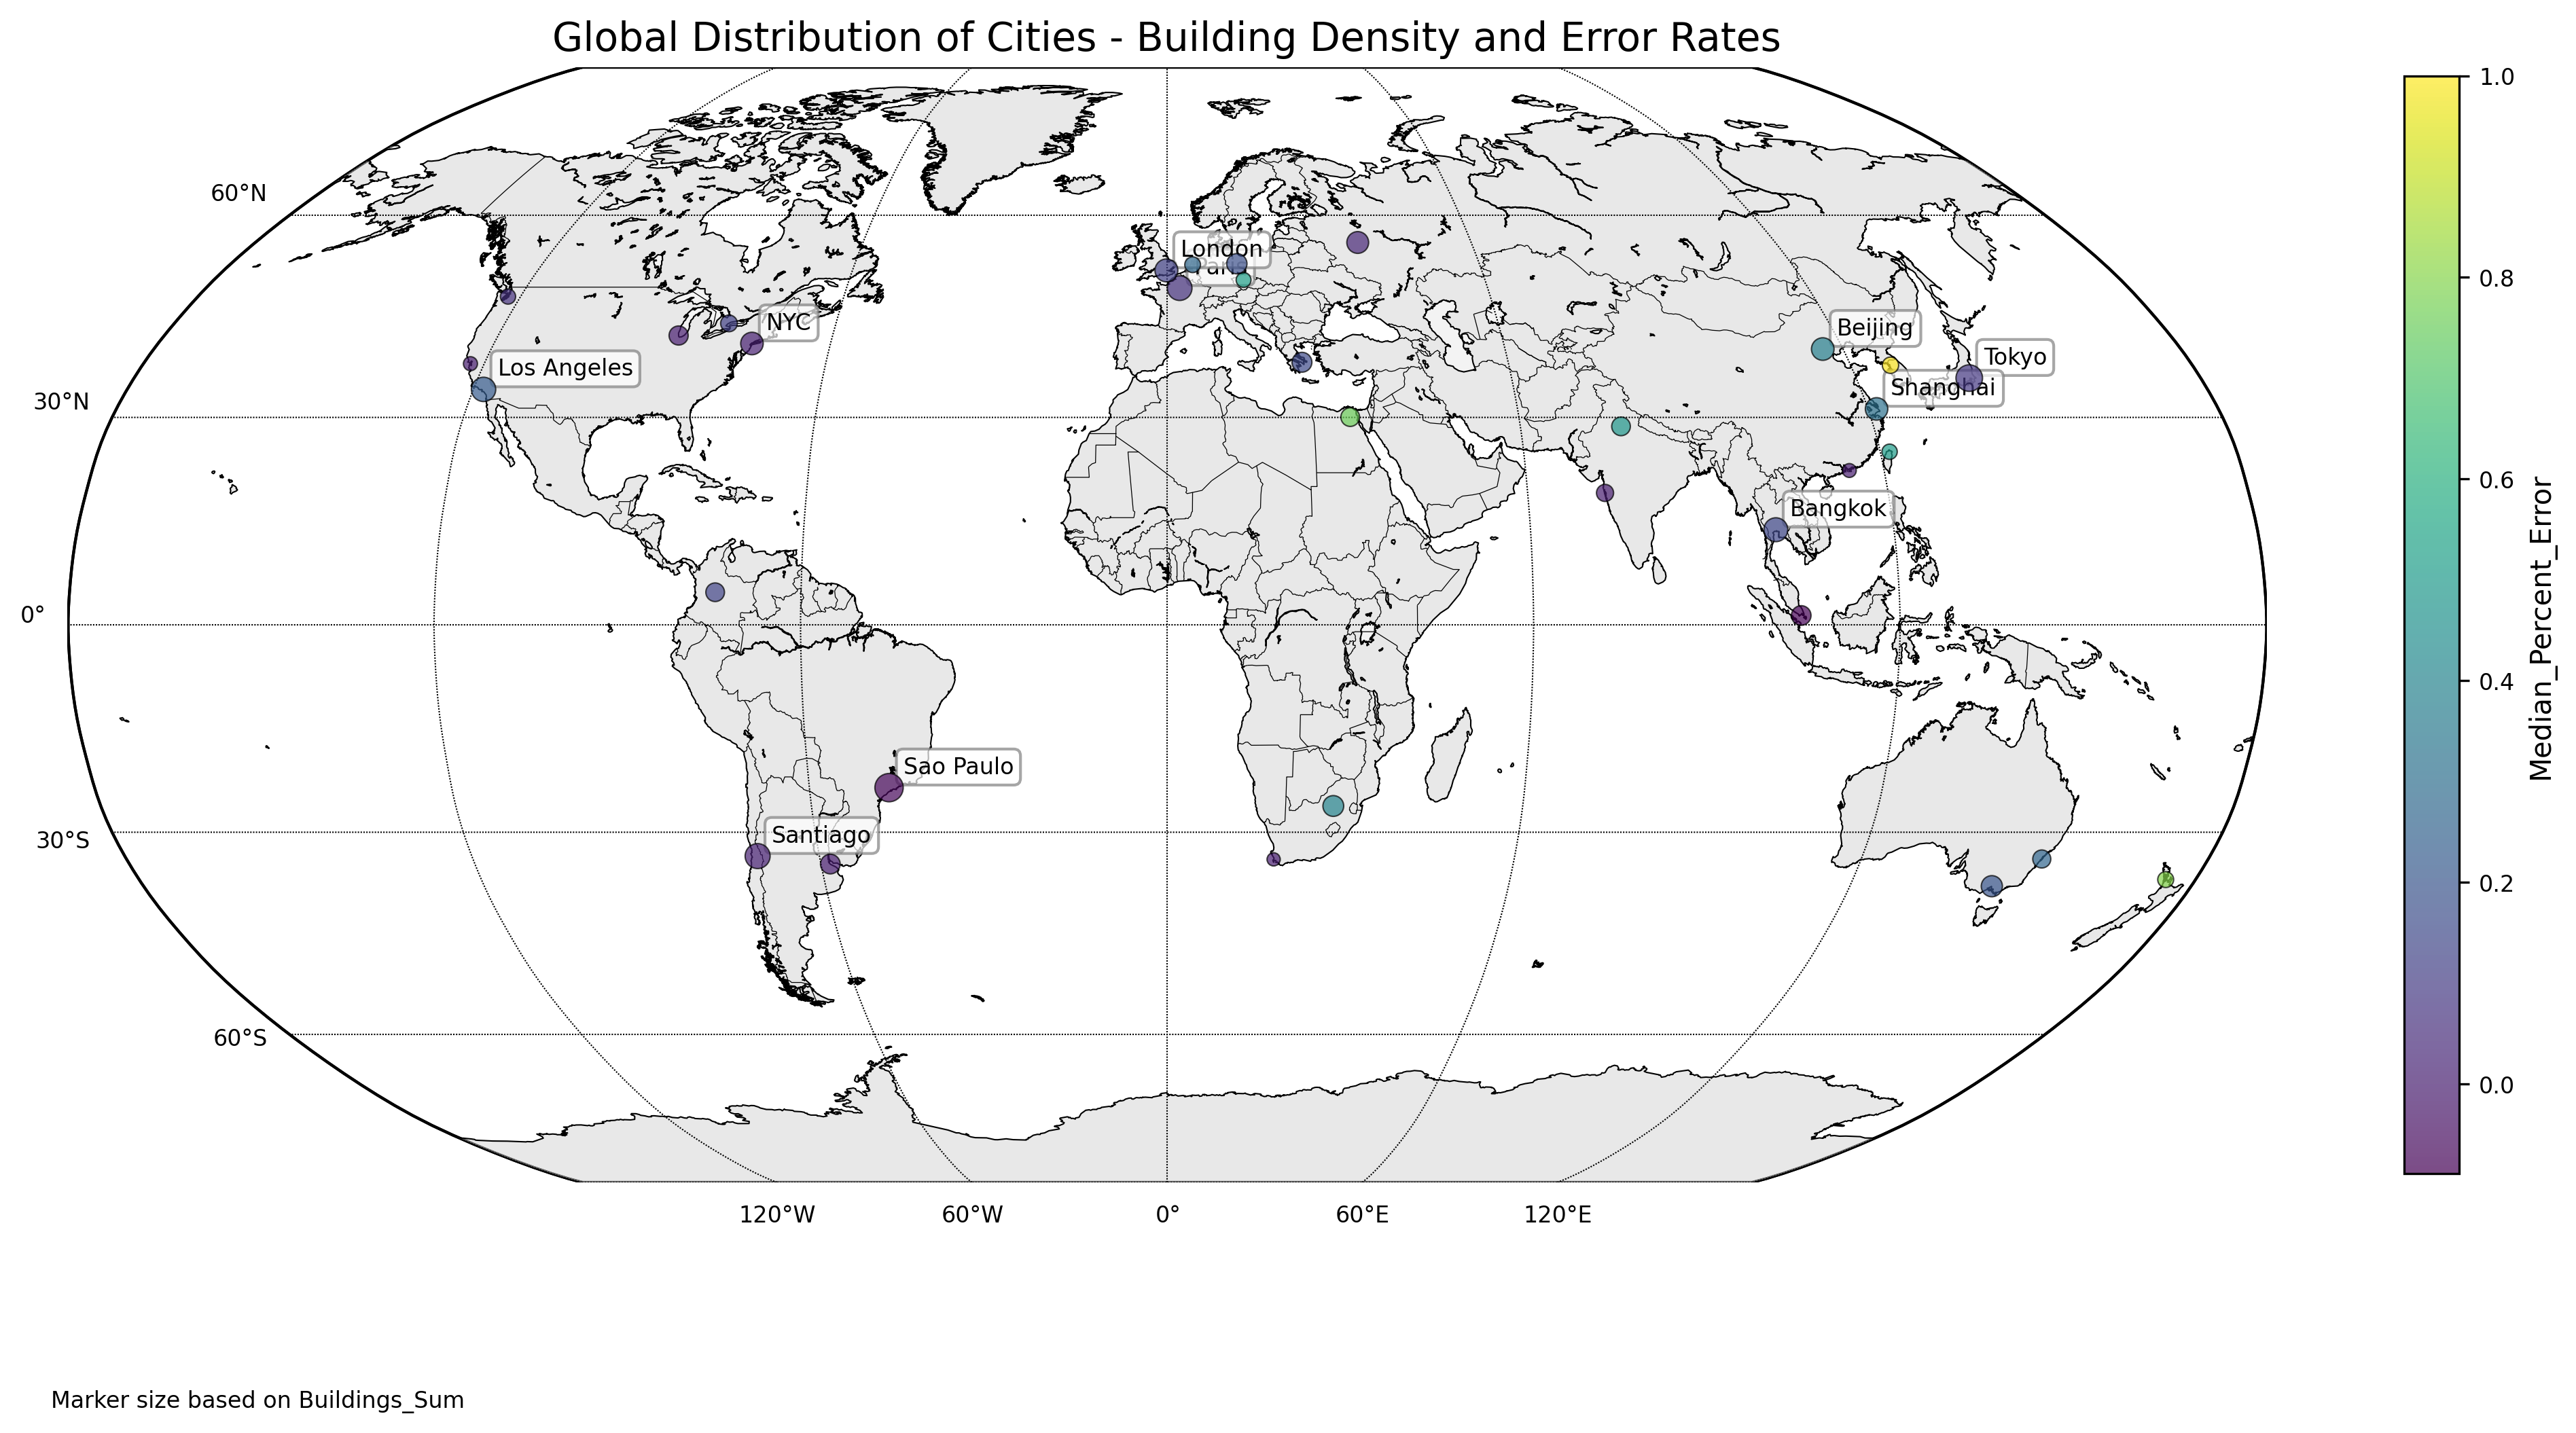 Global Distribution of Cities - Building Density and Error Rates
1.0
0.8
0.6
0.4
0.2
0.0
Median_Percent_Error
60°N
30°N
0°
30°S
60°S
London
NYC
Los Angeles
Beijing
Tokyo
Shanghai
Bangkok
Sao Paulo
Santiago
120°W
60°W
0°
60°E
120°E
Marker size based on Buildings_Sum